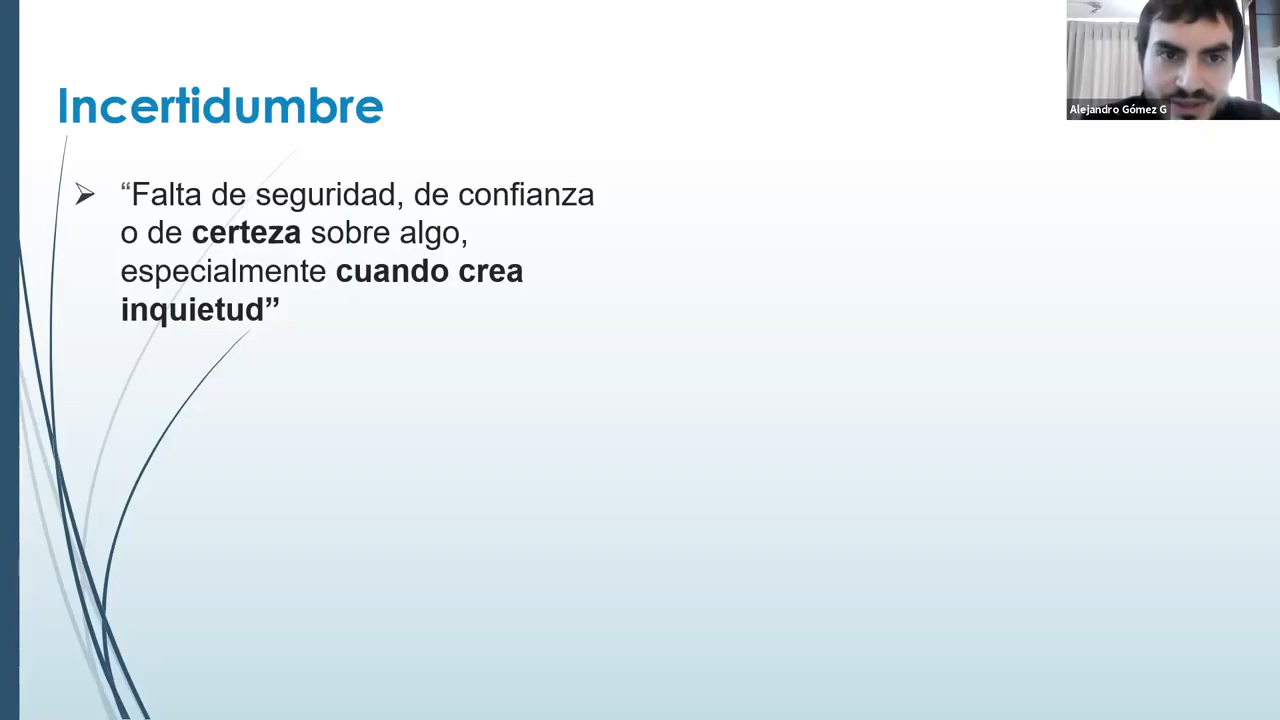 Incertidumbre
“Falta de seguridad, de confianza
o de certeza sobre algo,
especialmente cuando crea
inquietud”
Alejandro Gómez G